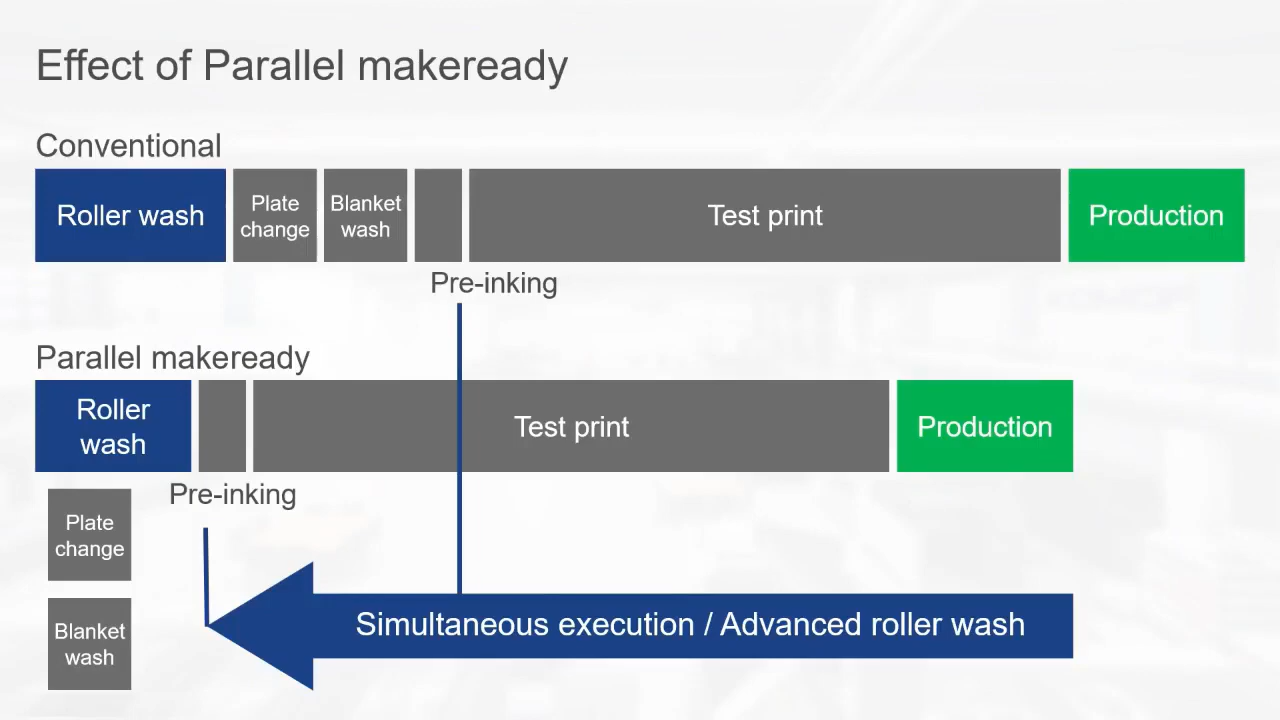 Effect of Parallel makeready
Conventional
Roller wash
Plate
change
Blanket
wash
Test print
Production
Pre-inking
Parallel makeready
Roller
wash
Test print
Production
Pre-inking
Plate
change
Blanket
wash
Simultaneous execution / Advanced roller wash